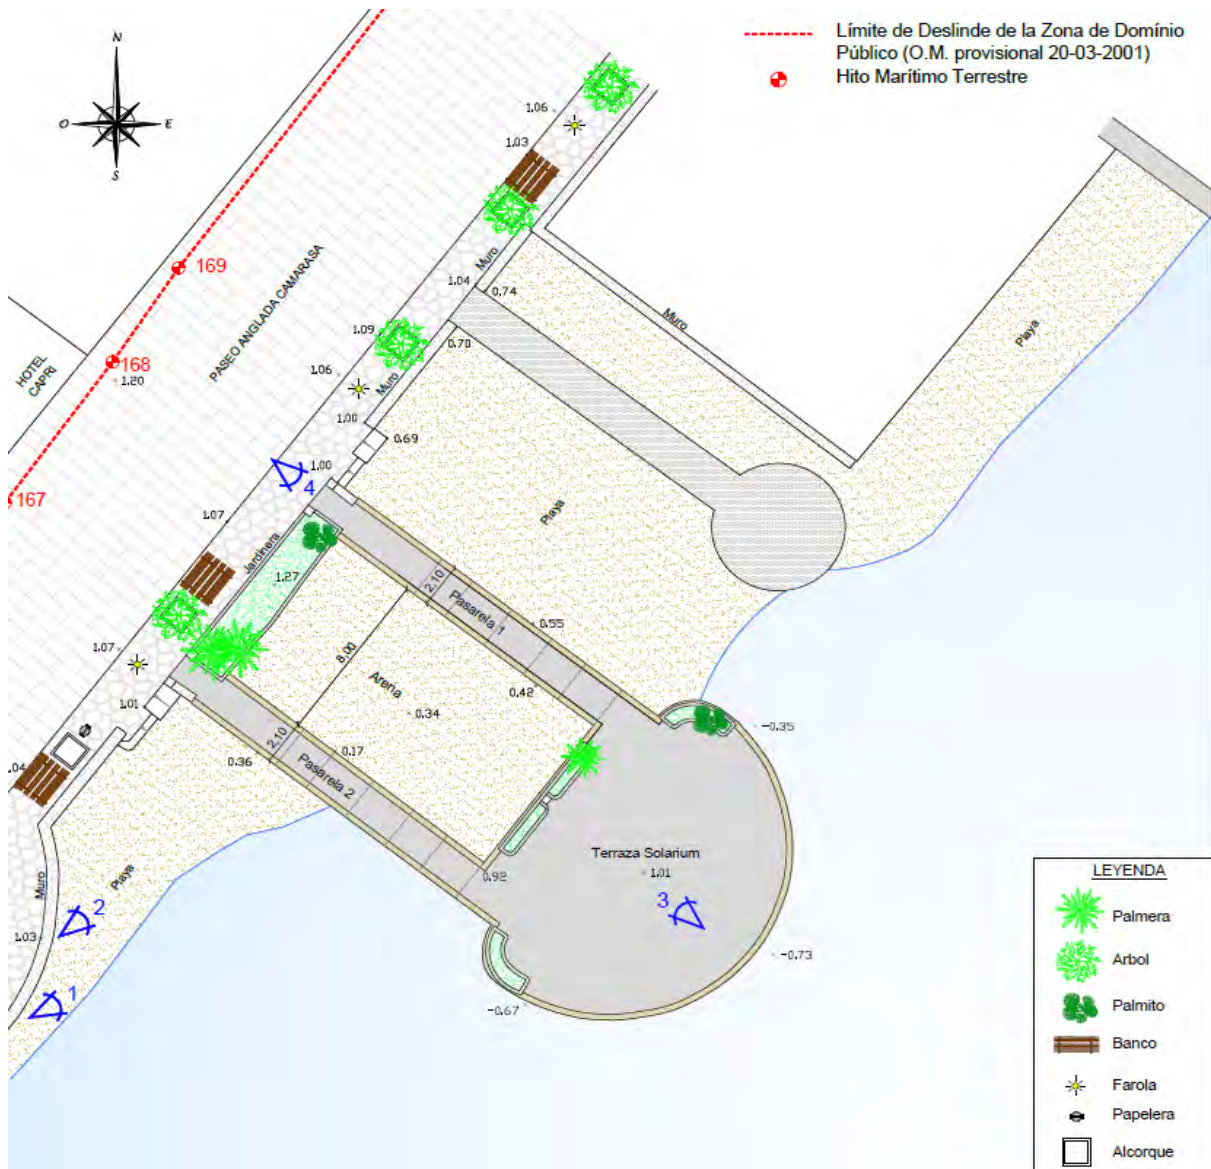 Límite de Deslinde de la Zona de Domínio
Público (O.M. provisional 20-03-2001)
Hito Marítimo Terrestre
N
O
E
S
1.06
1.03
169
PASEO ANGLADA CAMARASA
Muro
1.04
0.74
Muro
Playa
HOTEL
CAPRI
168
1.20
1.09
0.70
1.06
Muro
1.00
0.69
1.00
4
167
1.07
Jardinera
1.27
Playa
2,10
Pasarela 1
0.55
1.07
8,00
Arena
0.42
0.34
1.01
2,10
0.17
0.36
Pasarela 2
-0.35
.04
Terraza Solarium
1.01
0.92
3
Playa
Muro
2
1.03
1
-0.73
-0.67
LEYENDA
Palmera
Arbol
Palmito
Banco
Farola
Papelera
Alcorque